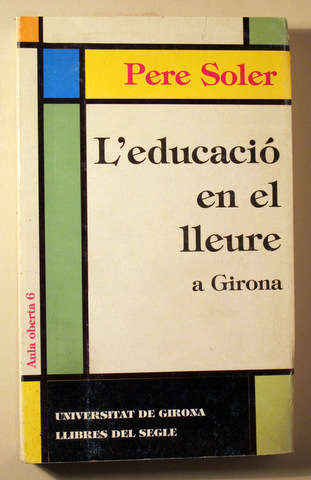 Pere Soler
L'educació
en el
lleure
a Girona
Aula oberta 6
UNIVERSITAT DE GIRONA
LLIBRES DEL SEGLE